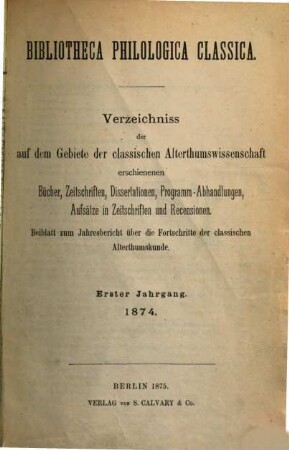 BIBLIOTHECA PHILOLOGICA CLASSICA.
Verzeichniss
der
auf dem Gebiete der classischen Alterthumswissenschaft
erschienenen
Bücher, Zeitschriften, Dissertationen, Programm-Abhandlungen,
Aufsätze in Zeitschriften und Recensionen.
Beiblatt zum Jahresbericht über die Fortschritte der classischen
Alterthumskunde.
Erster Jahrgang.
1874.
BERLIN 1875.
VERLAG von S. CALVARY & Co.